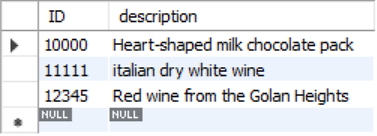 ID description
10000 Heart-shaped milk chocolate pack
11111 italian dry white wine
12345 Red wine from the Golan Heights
NULL NULL